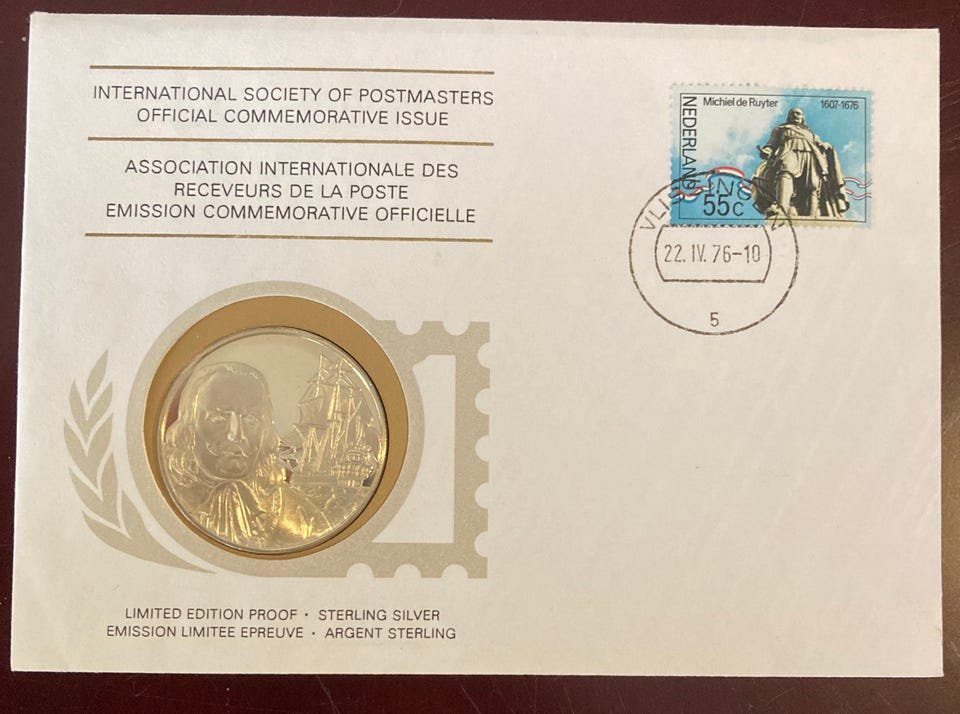 INTERNATIONAL SOCIETY OF POSTMASTERS
OFFICIAL COMMEMORATIVE ISSUE
ASSOCIATION INTERNATIONALE DES
RECEVEURS DE LA POSTE
EMISSION COMMEMORATIVE OFFICIELLE
NEDERLAND
Michiel de Ruyter
1607-1676
55c
VLISSINGEN
22. IV. 76-10
5
LIMITED EDITION PROOF · STERLING SILVER
EMISSION LIMITEE EPREUVE · ARGENT STERLING